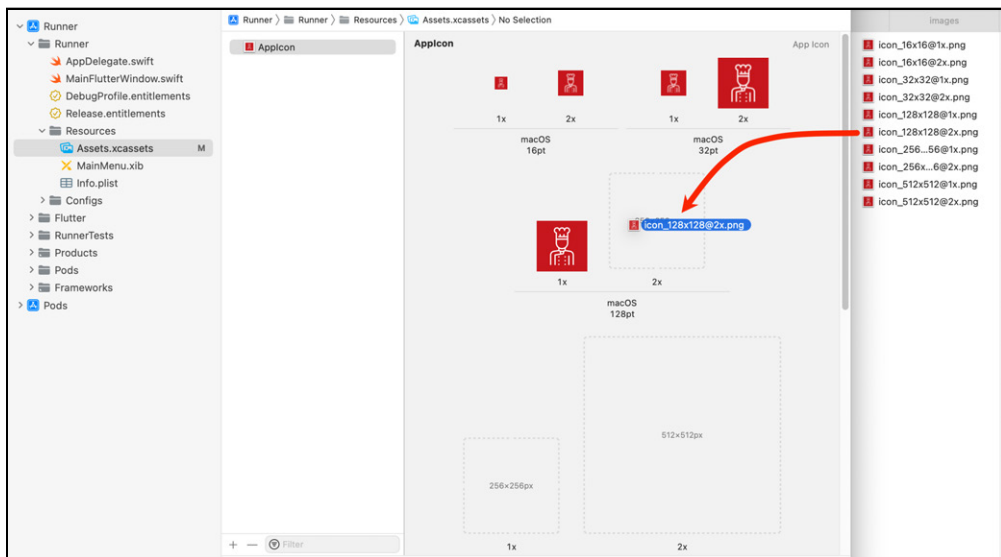 Runner
Runner
AppDelegate.swift
MainFlutterWindow.swift
DebugProfile.entitlements
Release.entitlements
Resources
Assets.xcassets M
MainMenu.xib
Info.plist
Configs
Flutter
RunnerTests
Products
Pods
Frameworks
Pods
Runner 〉 Runner 〉 Resources 〉 Assets.xcassets 〉 No Selection
AppIcon
+ — Filter
AppIcon App Icon
1x 2x 1x 2x
macOS macOS
16pt 32pt
icon_128x128@2x.png
1x 2x
macOS
128pt
512×512px
256×256px
1x 2x
images
icon_16x16@1x.png
icon_16x16@2x.png
icon_32x32@1x.png
icon_32x32@2x.png
icon_128x128@1x.png
icon_128x128@2x.png
icon_256...56@1x.png
icon_256x...6@2x.png
icon_512x512@1x.png
icon_512x512@2x.png